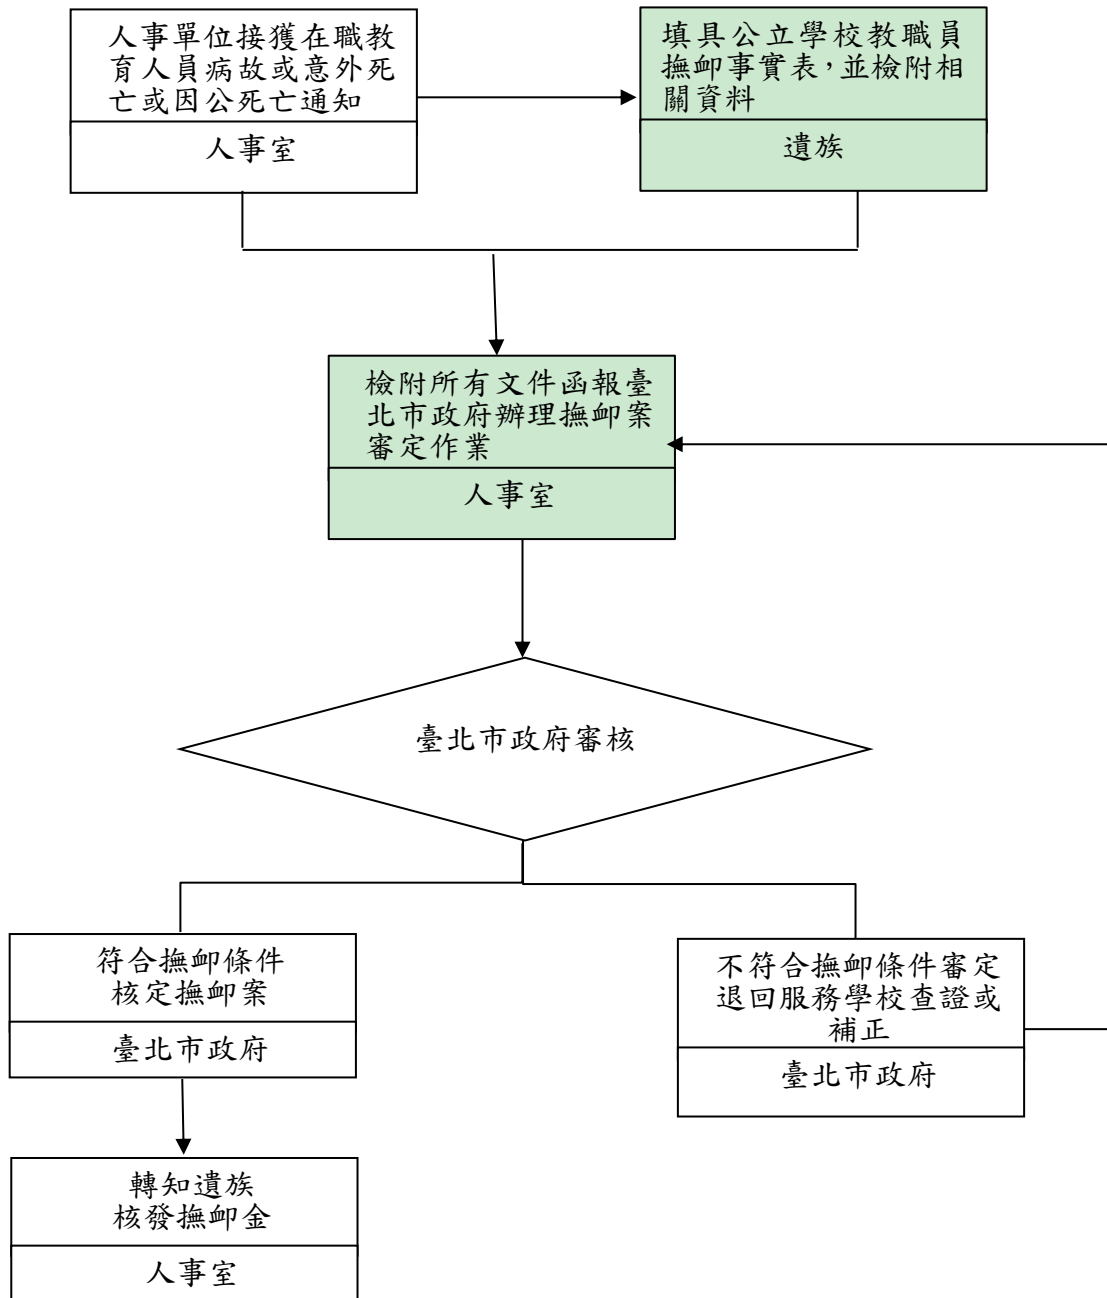 人事單位接獲在職教
育人員病故或意外死
亡或因公死亡通知
人事室
填具公立學校教職員
撫卹事實表,並檢附相
關資料
遺族
檢附所有文件函報臺
北市政府辦理撫卹案
審定作業
人事室
臺北市政府審核
符合撫卹條件
核定撫卹案
臺北市政府
不符合撫卹條件審定
退回服務學校查證或
補正
臺北市政府
轉知遺族
核發撫卹金
人事室